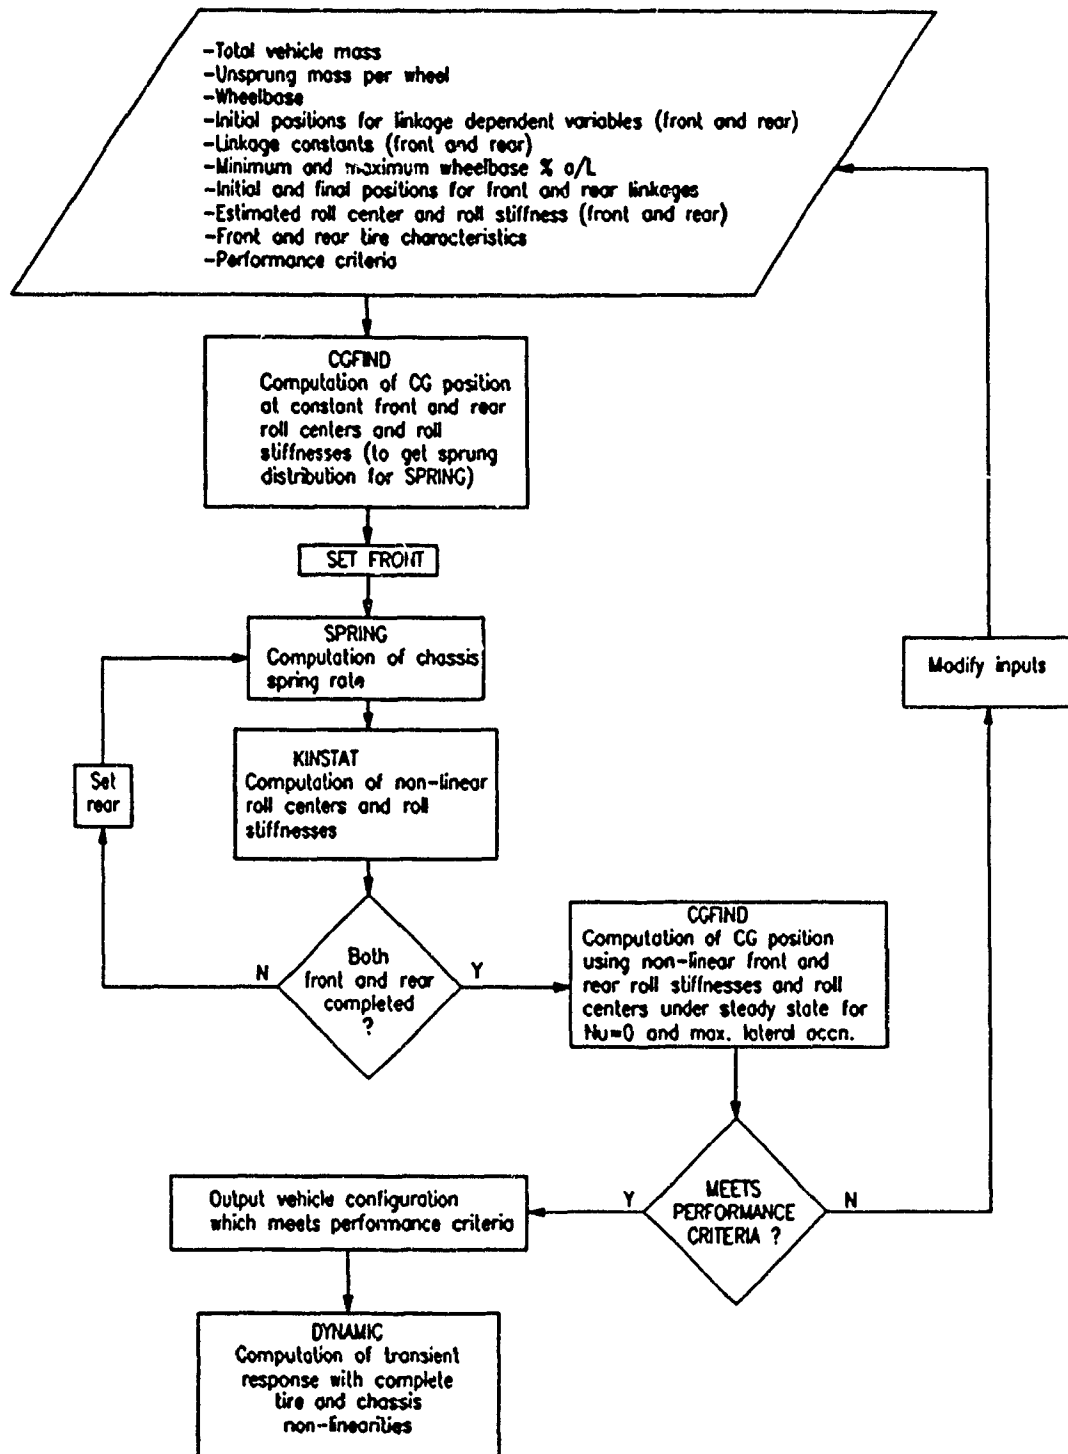 -Total vehicle mass
-Unsprung mass per wheel
-Wheelbase
-Initial positions for linkage dependent variables (front and rear)
-Linkage constants (front and rear)
-Minimum and maximum wheelbase % a/L
-Initial and final positions for front and rear linkages
-Estimated roll center and roll stiffness (front and rear)
-Front and rear tire characteristics
-Performance criteria
CGFIND
Computation of CG position
at constant front and rear
roll centers and roll
stiffnesses (to get sprung
distribution for SPRING)
SET FRONT
SPRING
Computation of chassis
spring rate
Modify inputs
KINSTAT
Computation of non-linear
roll centers and roll
stiffnesses
Set
rear
Both
front and rear
completed
?
N
Y
CGFIND
Computation of CG position
using non-linear front and
rear roll stiffnesses and roll
centers under steady state for
Nu=0 and max. lateral accn.
MEETS
PERFORMANCE
CRITERIA ?
Y
N
Output vehicle configuration
which meets performance criteria
DYNAMIC
Computation of transient
response with complete
tire and chassis
non-linearities